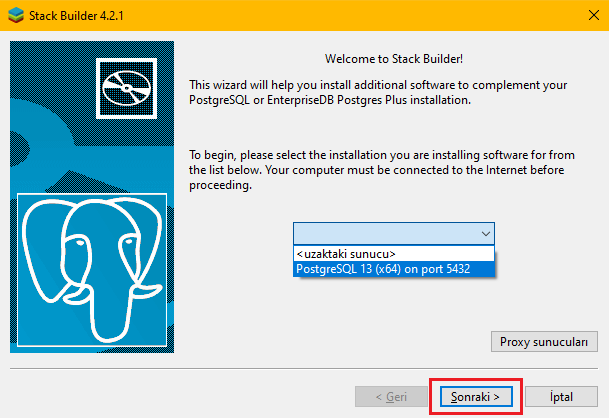 Stack Builder 4.2.1
Welcome to Stack Builder!
This wizard will help you install additional software to complement your
PostgreSQL or EnterpriseDB Postgres Plus installation.
To begin, please select the installation you are installing software for from
the list below. Your computer must be connected to the Internet before
proceeding.
<uzaktaki sunucu>
PostgreSQL 13 (x64) on port 5432
Proxy sunucuları
< Geri
Sonraki >
İptal